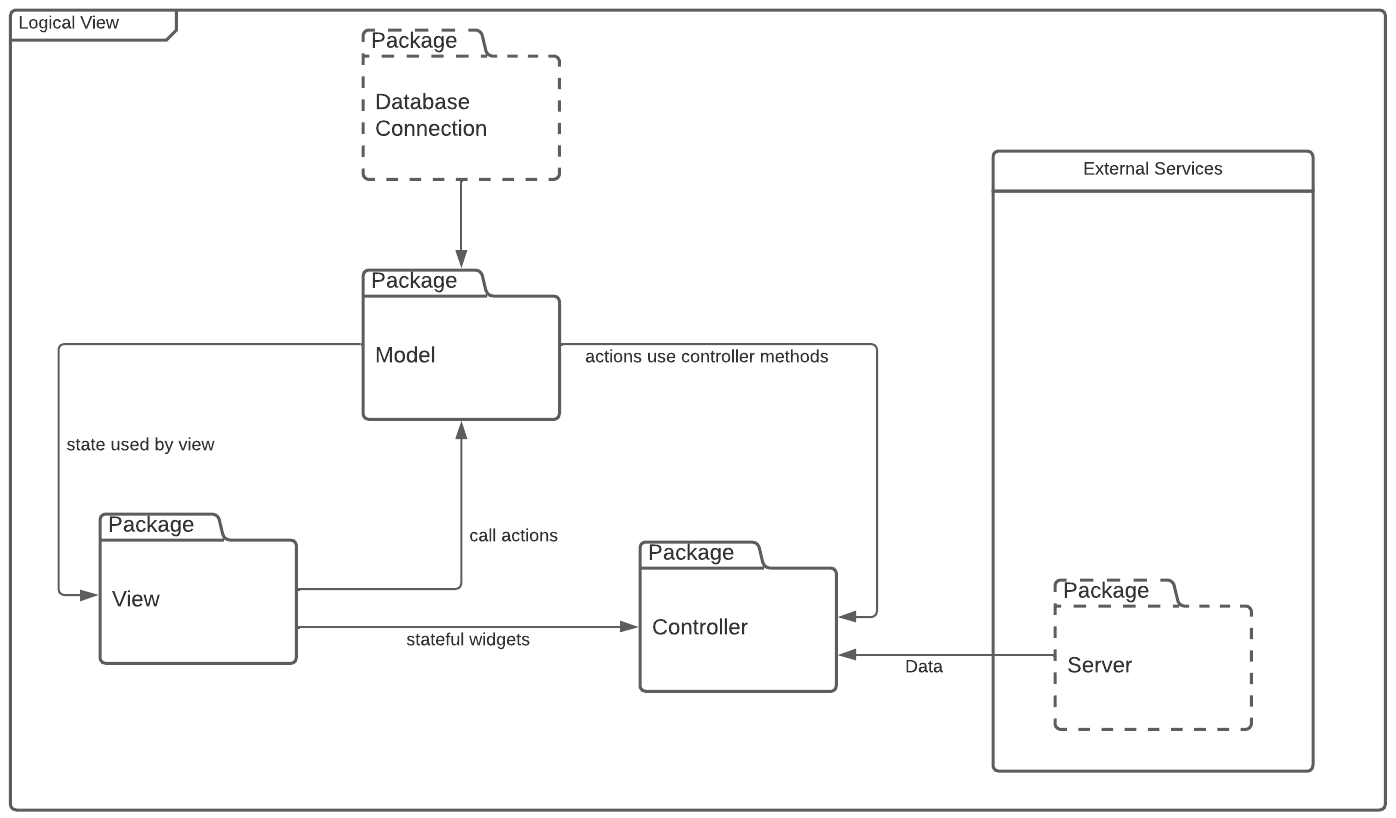 Logical View
Package
Database
Connection
External Services
Package
Model
actions use controller methods
state used by view
Package
View
call actions
stateful widgets
Package
Controller
Data
Package
Server